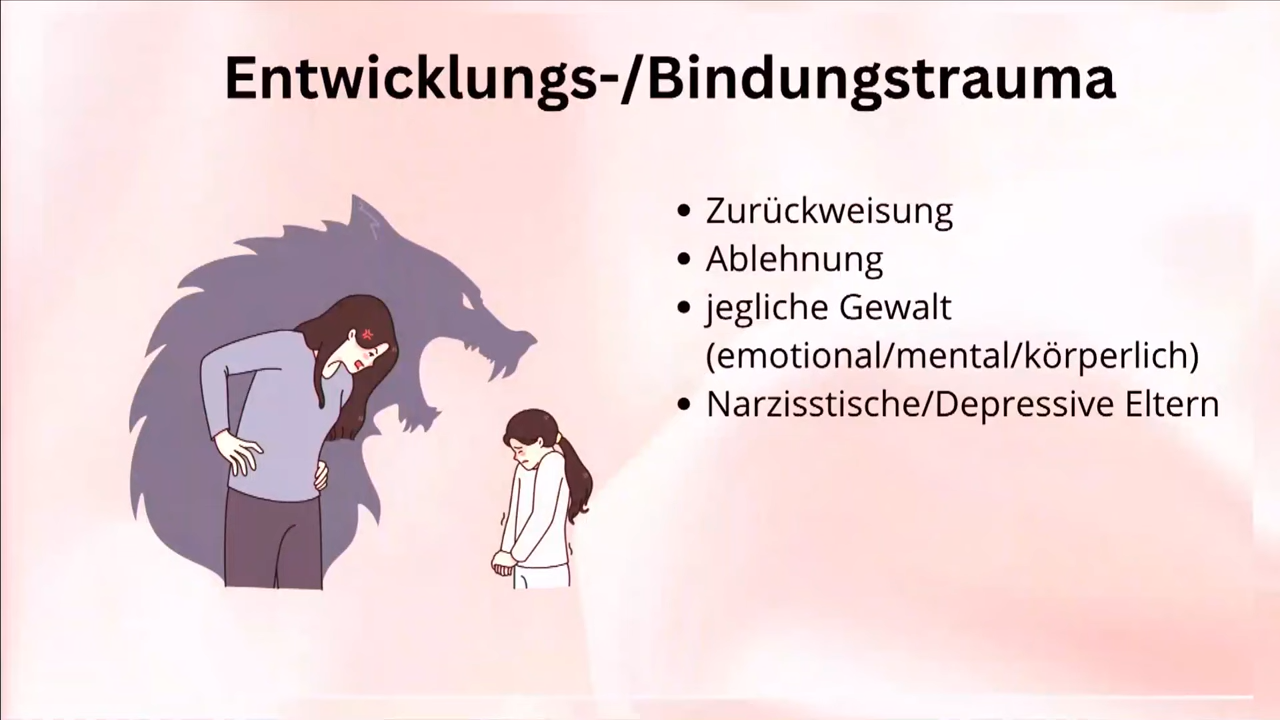 Entwicklungs-/Bindungstrauma
• Zurückweisung
• Ablehnung
• jegliche Gewalt
(emotional/mental/körperlich)
• Narzisstische/Depressive Eltern